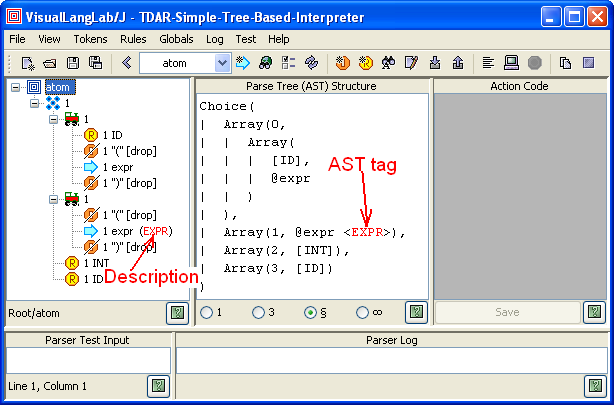 VisualLangLab/J - TDAR-Simple-Tree-Based-Interpreter
File View Tokens Rules Globals Log Test Help
atom
Parse Tree (AST) Structure
Action Code
atom
1
1
R 1 ID
1 "(" [drop]
1 expr
1 ")" [drop]
1
1 "(" [drop]
1 expr (EXPR)
1 ")" [drop]
R 1 INT
R 1 ID
Description
Root/atom
Choice(
| Array(0,
| | Array(
| | | [ID],
| | | @expr
| | )
| ),
| Array(1, @expr <EXPR>),
| Array(2, [INT]),
| Array(3, [ID])
)
AST tag
1 3 § ∞
Save
Parser Test Input
Parser Log
Line 1, Column 1